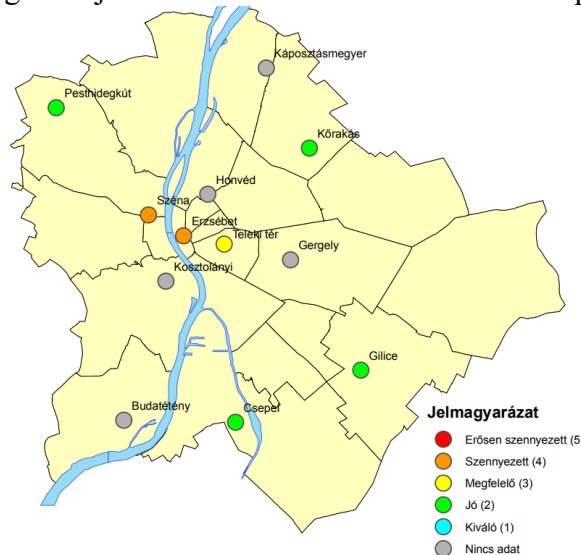 Káposztásmegyer
Pesthidegkút
Kőrakás
Honvéd
Széna
Erzsébet
Teleki tér
Gergely
Kosztolányi
Gilice
Budatétény
Csepel
Jelmagyarázat
Erősen szennyezett (5
Szennyezett (4)
Megfelelő (3)
Jó (2)
Kiváló (1)
Nincs adat